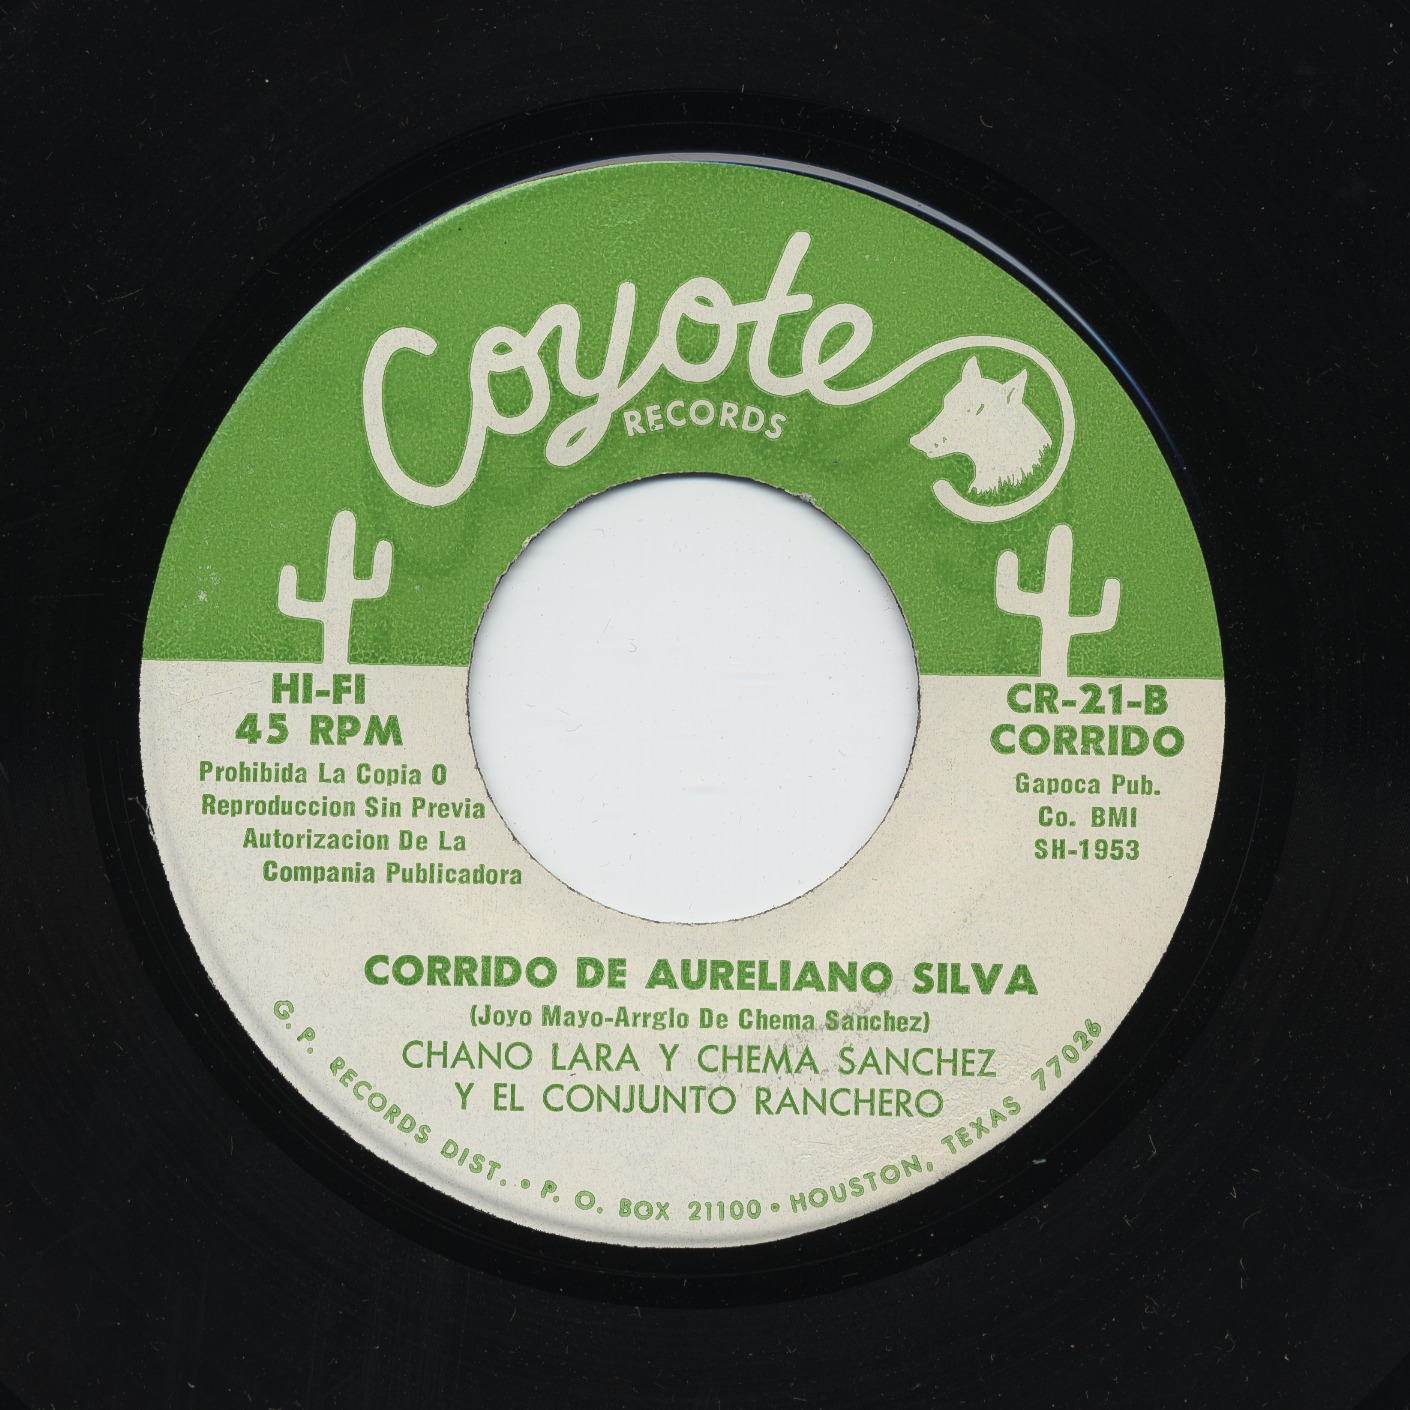 Coyote
RECORDS
HI-FI
45 RPM
Prohibida La Copia O
Reproduccion Sin Previa
Autorizacion De La
Compania Publicadora
CR-21-B
CORRIDO
Gapoca Pub.
Co. BMI
SH-1953
CORRIDO DE AURELIANO SILVA
(Joyo Mayo-Arrglo De Chema Sanchez)
CHANO LARA Y CHEMA SANCHEZ
Y EL CONJUNTO RANCHERO
G. P. RECORDS DIST. • P. O. BOX 21100 • HOUSTON, TEXAS 77026